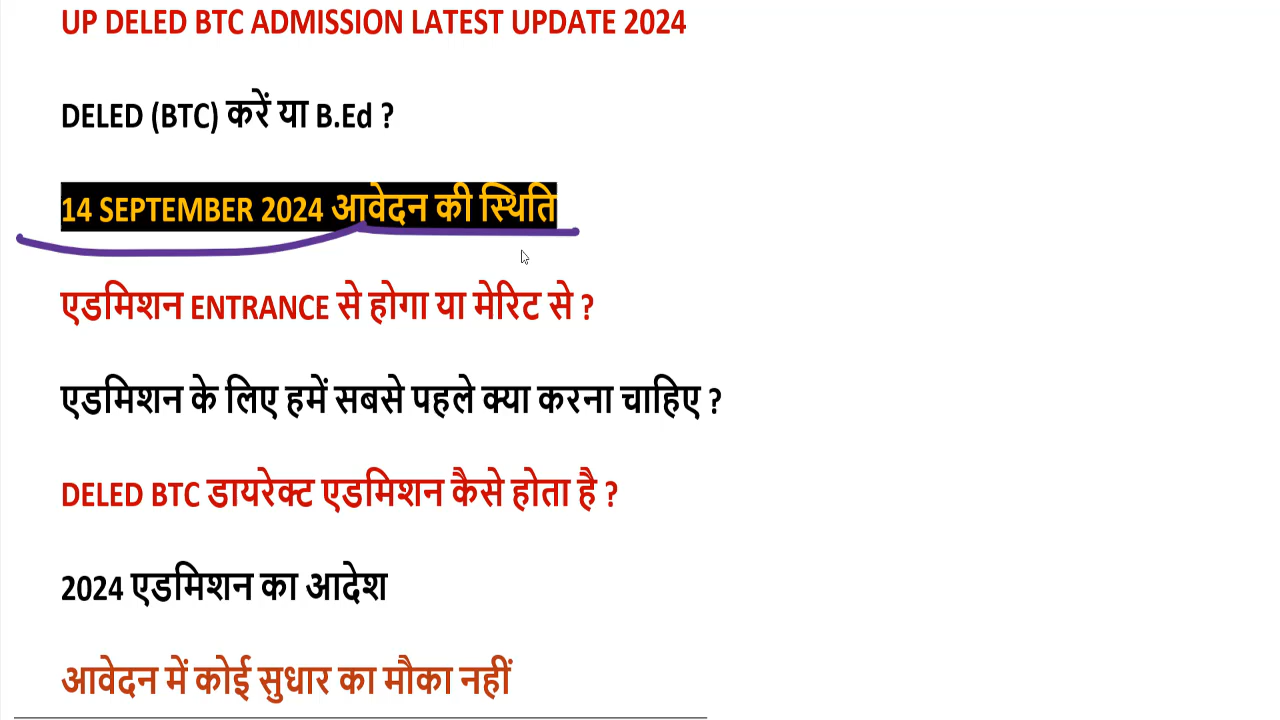 UP DELED BTC ADMISSION LATEST UPDATE 2024
DELED (BTC) करें या B.Ed ?
14 SEPTEMBER 2024 आवेदन की स्थिति
एडमिशन ENTRANCE से होगा या मेरिट से ?
एडमिशन के लिए हमें सबसे पहले क्या करना चाहिए ?
DELED BTC डायरेक्ट एडमिशन कैसे होता है ?
2024 एडमिशन का आदेश
आवेदन में कोई सुधार का मौका नहीं